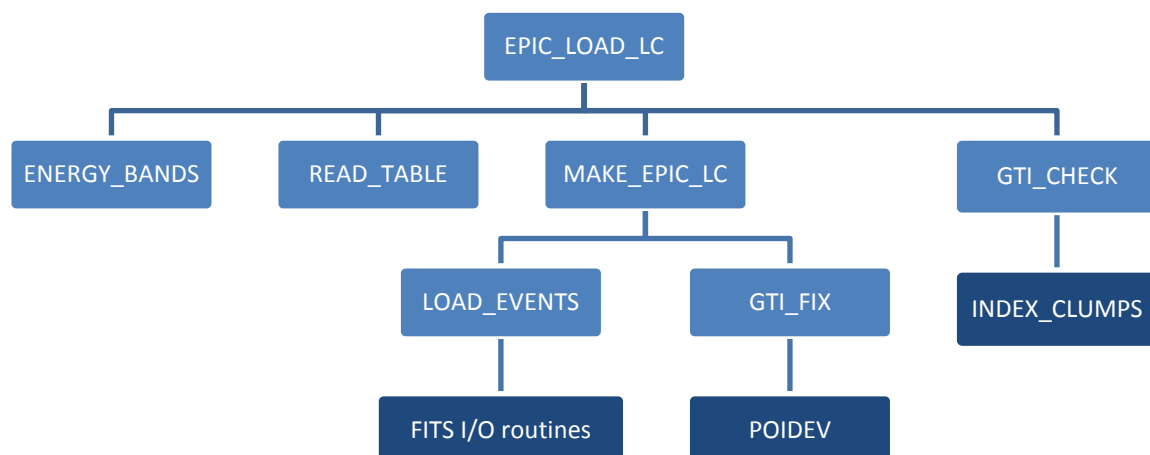 EPIC_LOAD_LC
ENERGY_BANDS
READ_TABLE
MAKE_EPIC_LC
GTI_CHECK
LOAD_EVENTS
GTI_FIX
INDEX_CLUMPS
FITS I/O routines
POIDEV